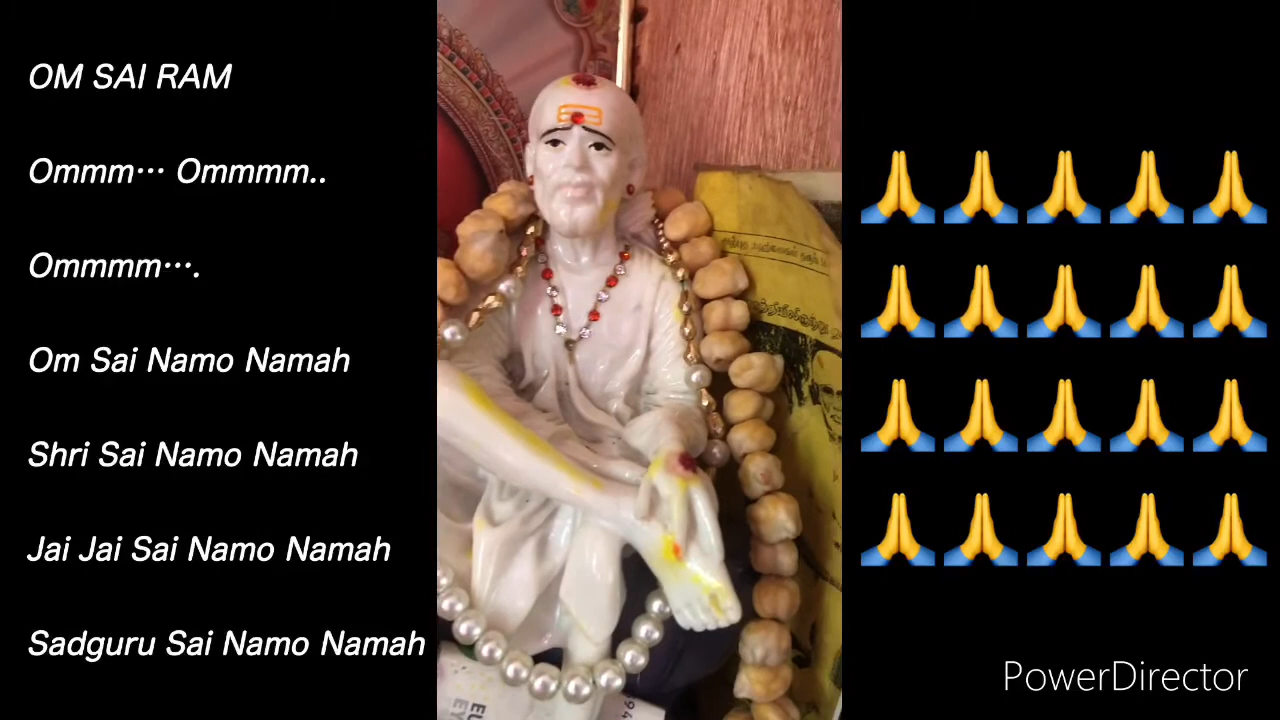 OM SAI RAM
Ommm… Ommmm..
Ommmm….
Om Sai Namo Namah
Shri Sai Namo Namah
Jai Jai Sai Namo Namah
Sadguru Sai Namo Namah
PowerDirector